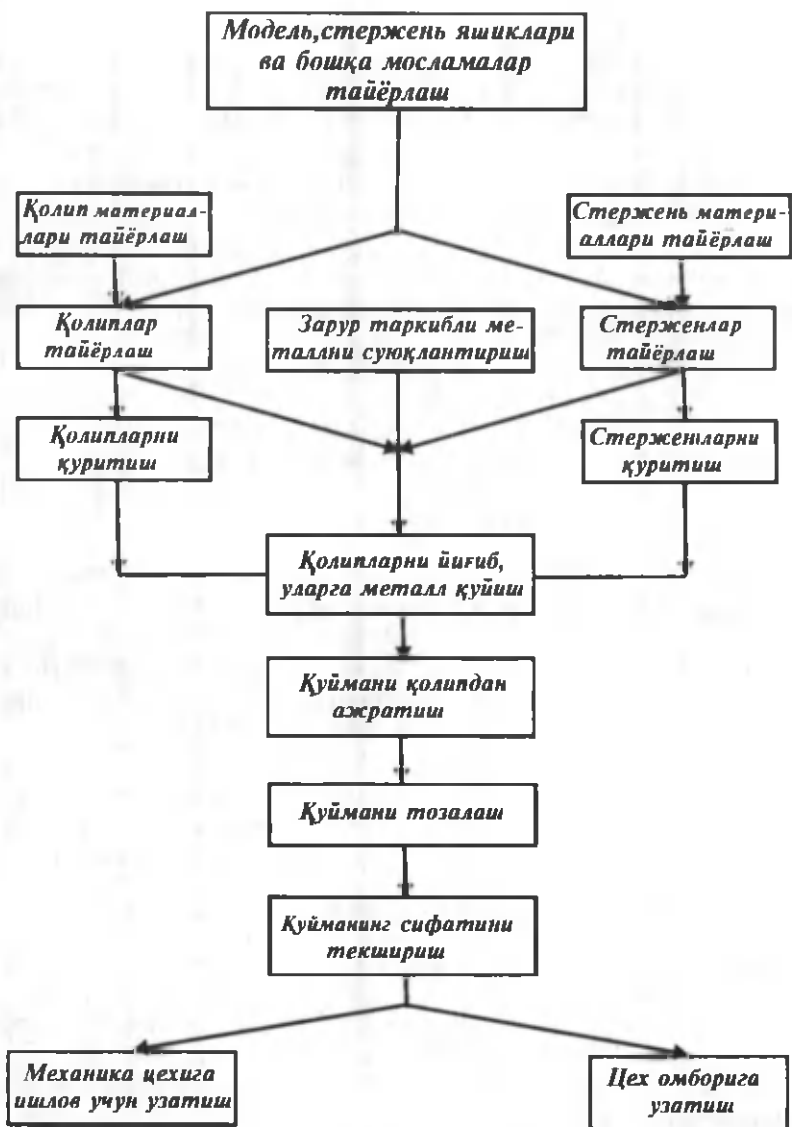 Модель,стержень яшиклари
ва бошқа мосламалар
тайёрлаш
Қолип материал-
лари тайёрлаш
Стержень матери-
аллари тайёрлаш
Қолиплар
тайёрлаш
Зарур таркибли ме-
таллни суюқлантириш
Стерженлар
тайёрлаш
Қолипларни
қуритиш
Стерженларни
қуритиш
Қолипларни йиғиб,
уларга металл қуйиш
Қуймани қолипдан
ажратиш
Қуймани тозалаш
Қуйманинг сифатини
текшириш
Механика цехига
ишлов учун узатиш
Цех омборига
узатиш